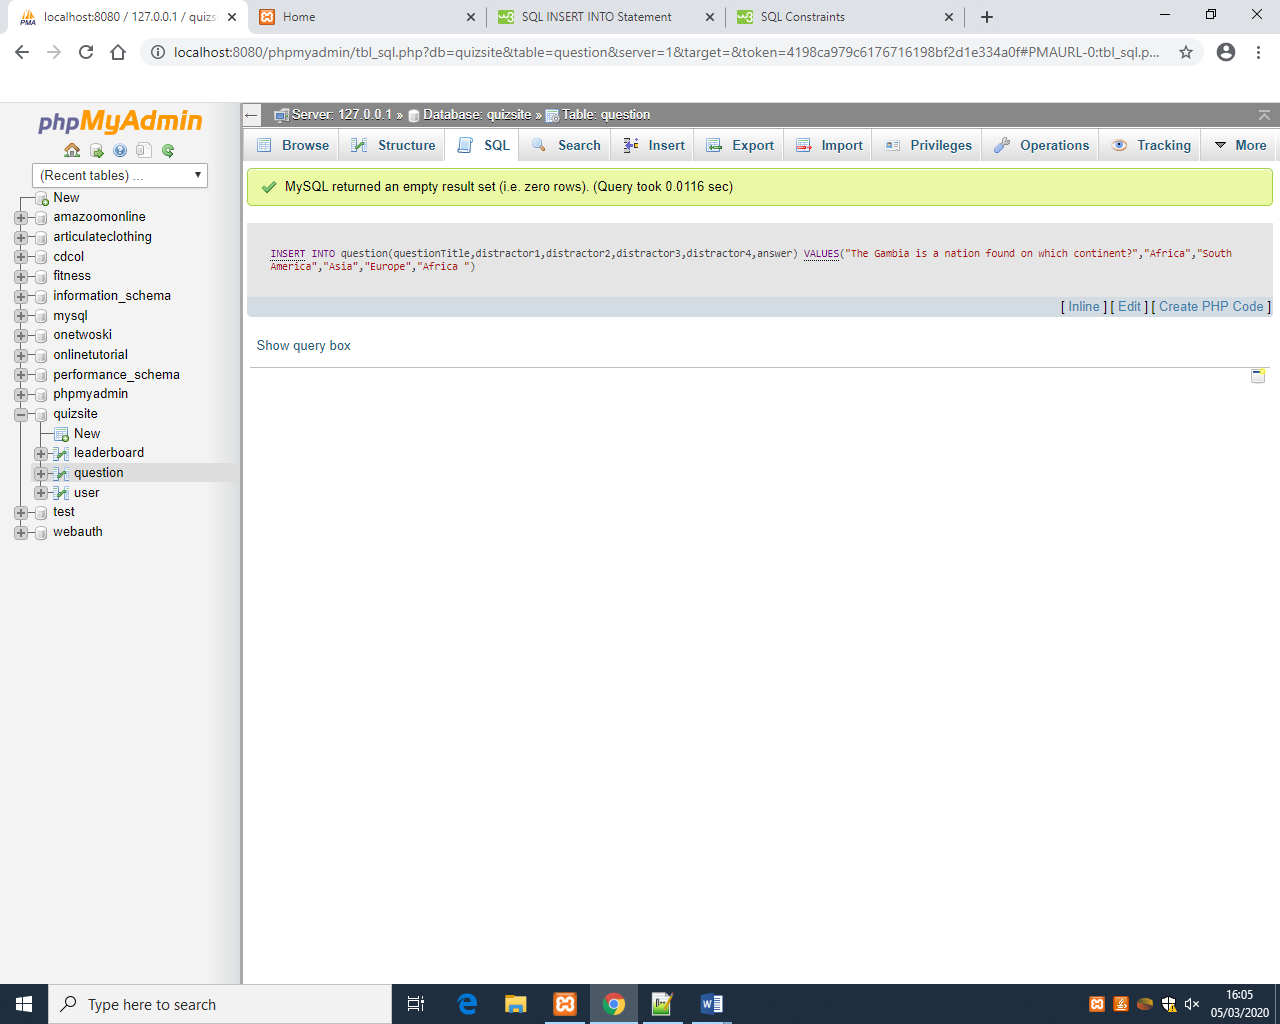 localhost:8080 / 127.0.0.1 / quizs
Home
SQL INSERT INTO Statement
SQL Constraints
localhost:8080/phpmyadmin/tbl_sql.php?db=quizsite&table=question&server=1&target=&token=4198ca979c6176716198bf2d1e334a0f#PMAURL-0:tbl_sql.p...
phpMyAdmin
(Recent tables) ...
New
amazoomonline
articulateclothing
cdcol
fitness
information_schema
mysql
onetwoski
onlinetutorial
performance_schema
phpmyadmin
quizsite
New
leaderboard
question
user
test
webauth
Server: 127.0.0.1 » Database: quizsite » Table: question
Browse Structure SQL Search Insert Export Import Privileges Operations Tracking More
MySQL returned an empty result set (i.e. zero rows). (Query took 0.0116 sec)
INSERT INTO question(questionTitle,distractor1,distractor2,distractor3,distractor4,answer) VALUES("The Gambia is a nation found on which continent?","Africa","South
America","Asia","Europe","Africa ")
[ Inline ] [ Edit ] [ Create PHP Code ]
Show query box
Type here to search
16:05
05/03/2020